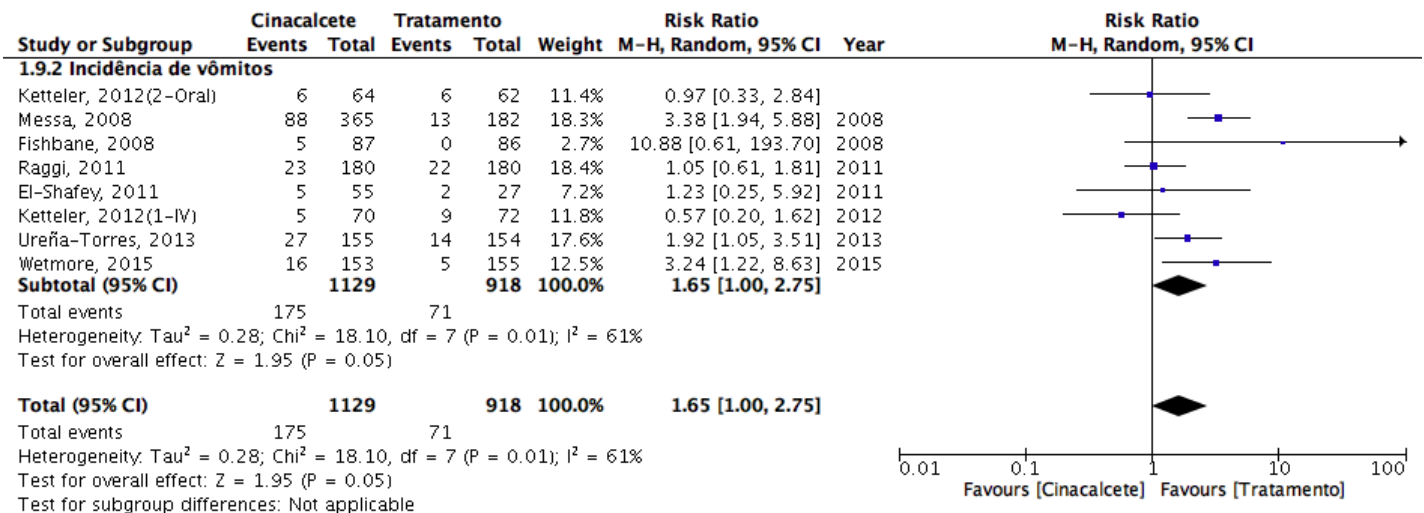 Cinacalcete Tratamento Risk Ratio Risk Ratio
Study or Subgroup Events Total Events Total Weight M-H, Random, 95% CI Year M-H, Random, 95% CI
1.9.2 Incidência de vômitos
Ketteler, 2012(2-Oral) 6 64 6 62 11.4% 0.97 [0.33, 2.84]
Messa, 2008 88 365 13 182 18.3% 3.38 [1.94, 5.88] 2008
Fishbane, 2008 5 87 0 86 2.7% 10.88 [0.61, 193.70] 2008
Raggi, 2011 23 180 22 180 18.4% 1.05 [0.61, 1.81] 2011
El-Shafey, 2011 5 55 2 27 7.2% 1.23 [0.25, 5.92] 2011
Ketteler, 2012(1-IV) 5 70 9 72 11.8% 0.57 [0.20, 1.62] 2012
Ureña-Torres, 2013 27 155 14 154 17.6% 1.92 [1.05, 3.51] 2013
Wetmore, 2015 16 153 5 155 12.5% 3.24 [1.22, 8.63] 2015
Subtotal (95% CI) 1129 918 100.0% 1.65 [1.00, 2.75]
Total events 175 71
Heterogeneity: Tau² = 0.28; Chi² = 18.10, df = 7 (P = 0.01); I² = 61%
Test for overall effect: Z = 1.95 (P = 0.05)
Total (95% CI) 1129 918 100.0% 1.65 [1.00, 2.75]
Total events 175 71
Heterogeneity: Tau² = 0.28; Chi² = 18.10, df = 7 (P = 0.01); I² = 61%
Test for overall effect: Z = 1.95 (P = 0.05)
Test for subgroup differences: Not applicable
0.01 0.1 1 10 100
Favours [Cinacalcete] Favours [Tratamento]